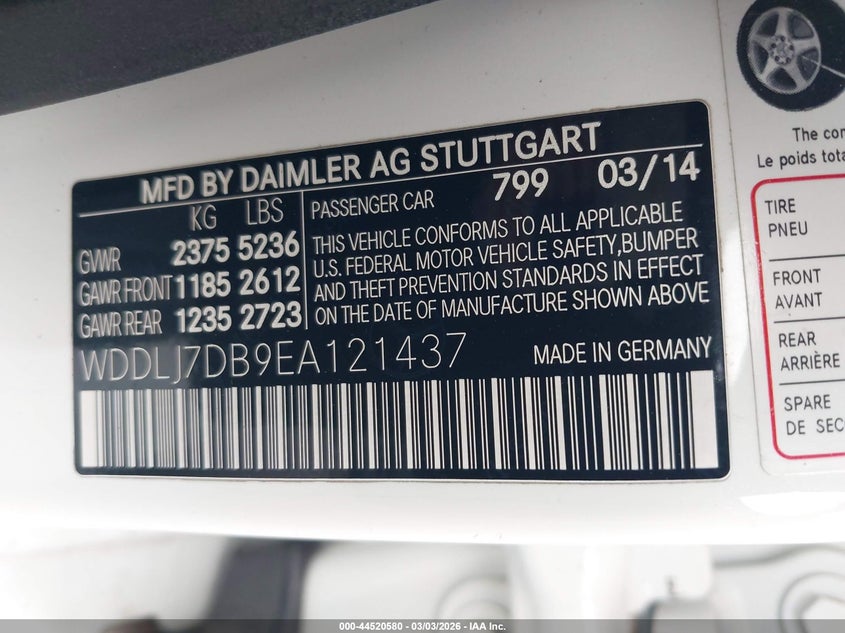 MFD BY DAIMLER AG STUTTGART
KG LBS
GVWR 2375 5236
GAWR FRONT 1185 2612
GAWR REAR 1235 2723
PASSENGER CAR 799 03/14
THIS VEHICLE CONFORMS TO ALL APPLICABLE
U.S. FEDERAL MOTOR VEHICLE SAFETY,BUMPER
AND THEFT PREVENTION STANDARDS IN EFFECT
ON THE DATE OF MANUFACTURE SHOWN ABOVE
WDDLJ7DB9EA121437 MADE IN GERMANY
The com
Le poids tota
TIRE
PNEU
FRONT
AVANT
REAR
ARRIÈRE
SPARE
DE SEC
000-44520580 - 03/03/2026 - IAA Inc.